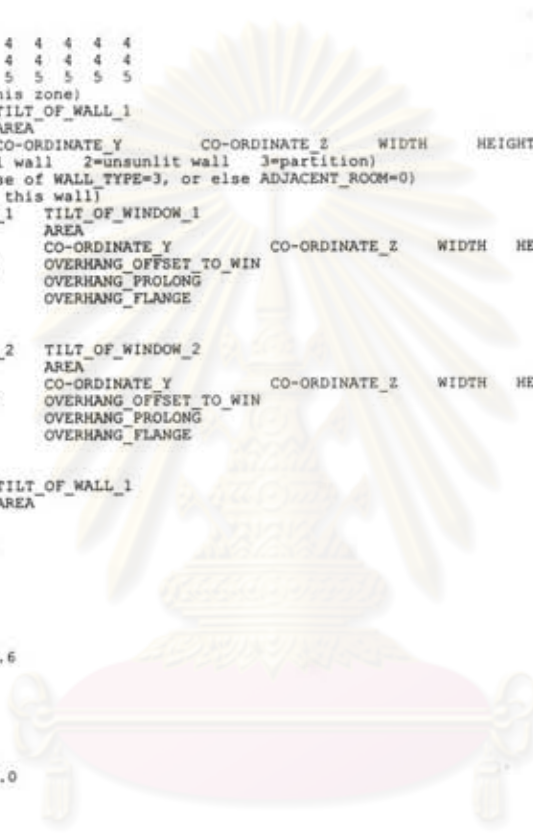 4 4 4 4 4
4 4 4 4 4
5 5 5 5 5
his zone)
TILT_OF_WALL_1
AREA
CO-ORDINATE_Y CO-ORDINATE_Z WIDTH HEIGHT
l wall 2=unsunlit wall 3=partition)
se of WALL_TYPE=3, or else ADJACENT_ROOM=0)
this wall)
_1 TILT_OF_WINDOW_1
AREA
CO-ORDINATE_Y CO-ORDINATE_Z WIDTH HE
OVERHANG_OFFSET_TO_WIN
OVERHANG_PROLONG
OVERHANG_FLANGE
_2 TILT_OF_WINDOW_2
AREA
CO-ORDINATE_Y CO-ORDINATE_Z WIDTH HE
OVERHANG_OFFSET_TO_WIN
OVERHANG_PROLONG
OVERHANG_FLANGE
TILT_OF_WALL_1
AREA
.6
.0